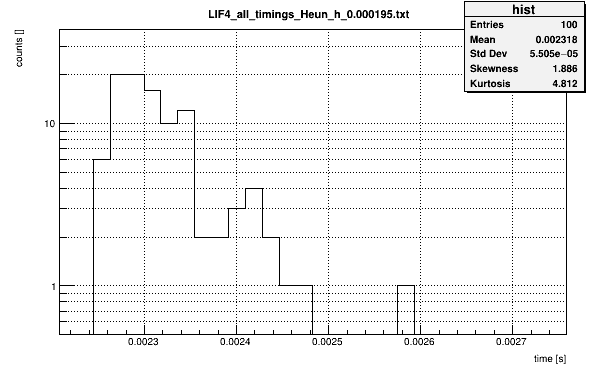 LIF4_all_timings_Heun_h_0.000195.txt
hist
Entries 100
Mean 0.002318
Std Dev 5.505e−05
Skewness 1.886
Kurtosis 4.812
counts []
10
1
0.0023 0.0024 0.0025 0.0026 0.0027
time [s]